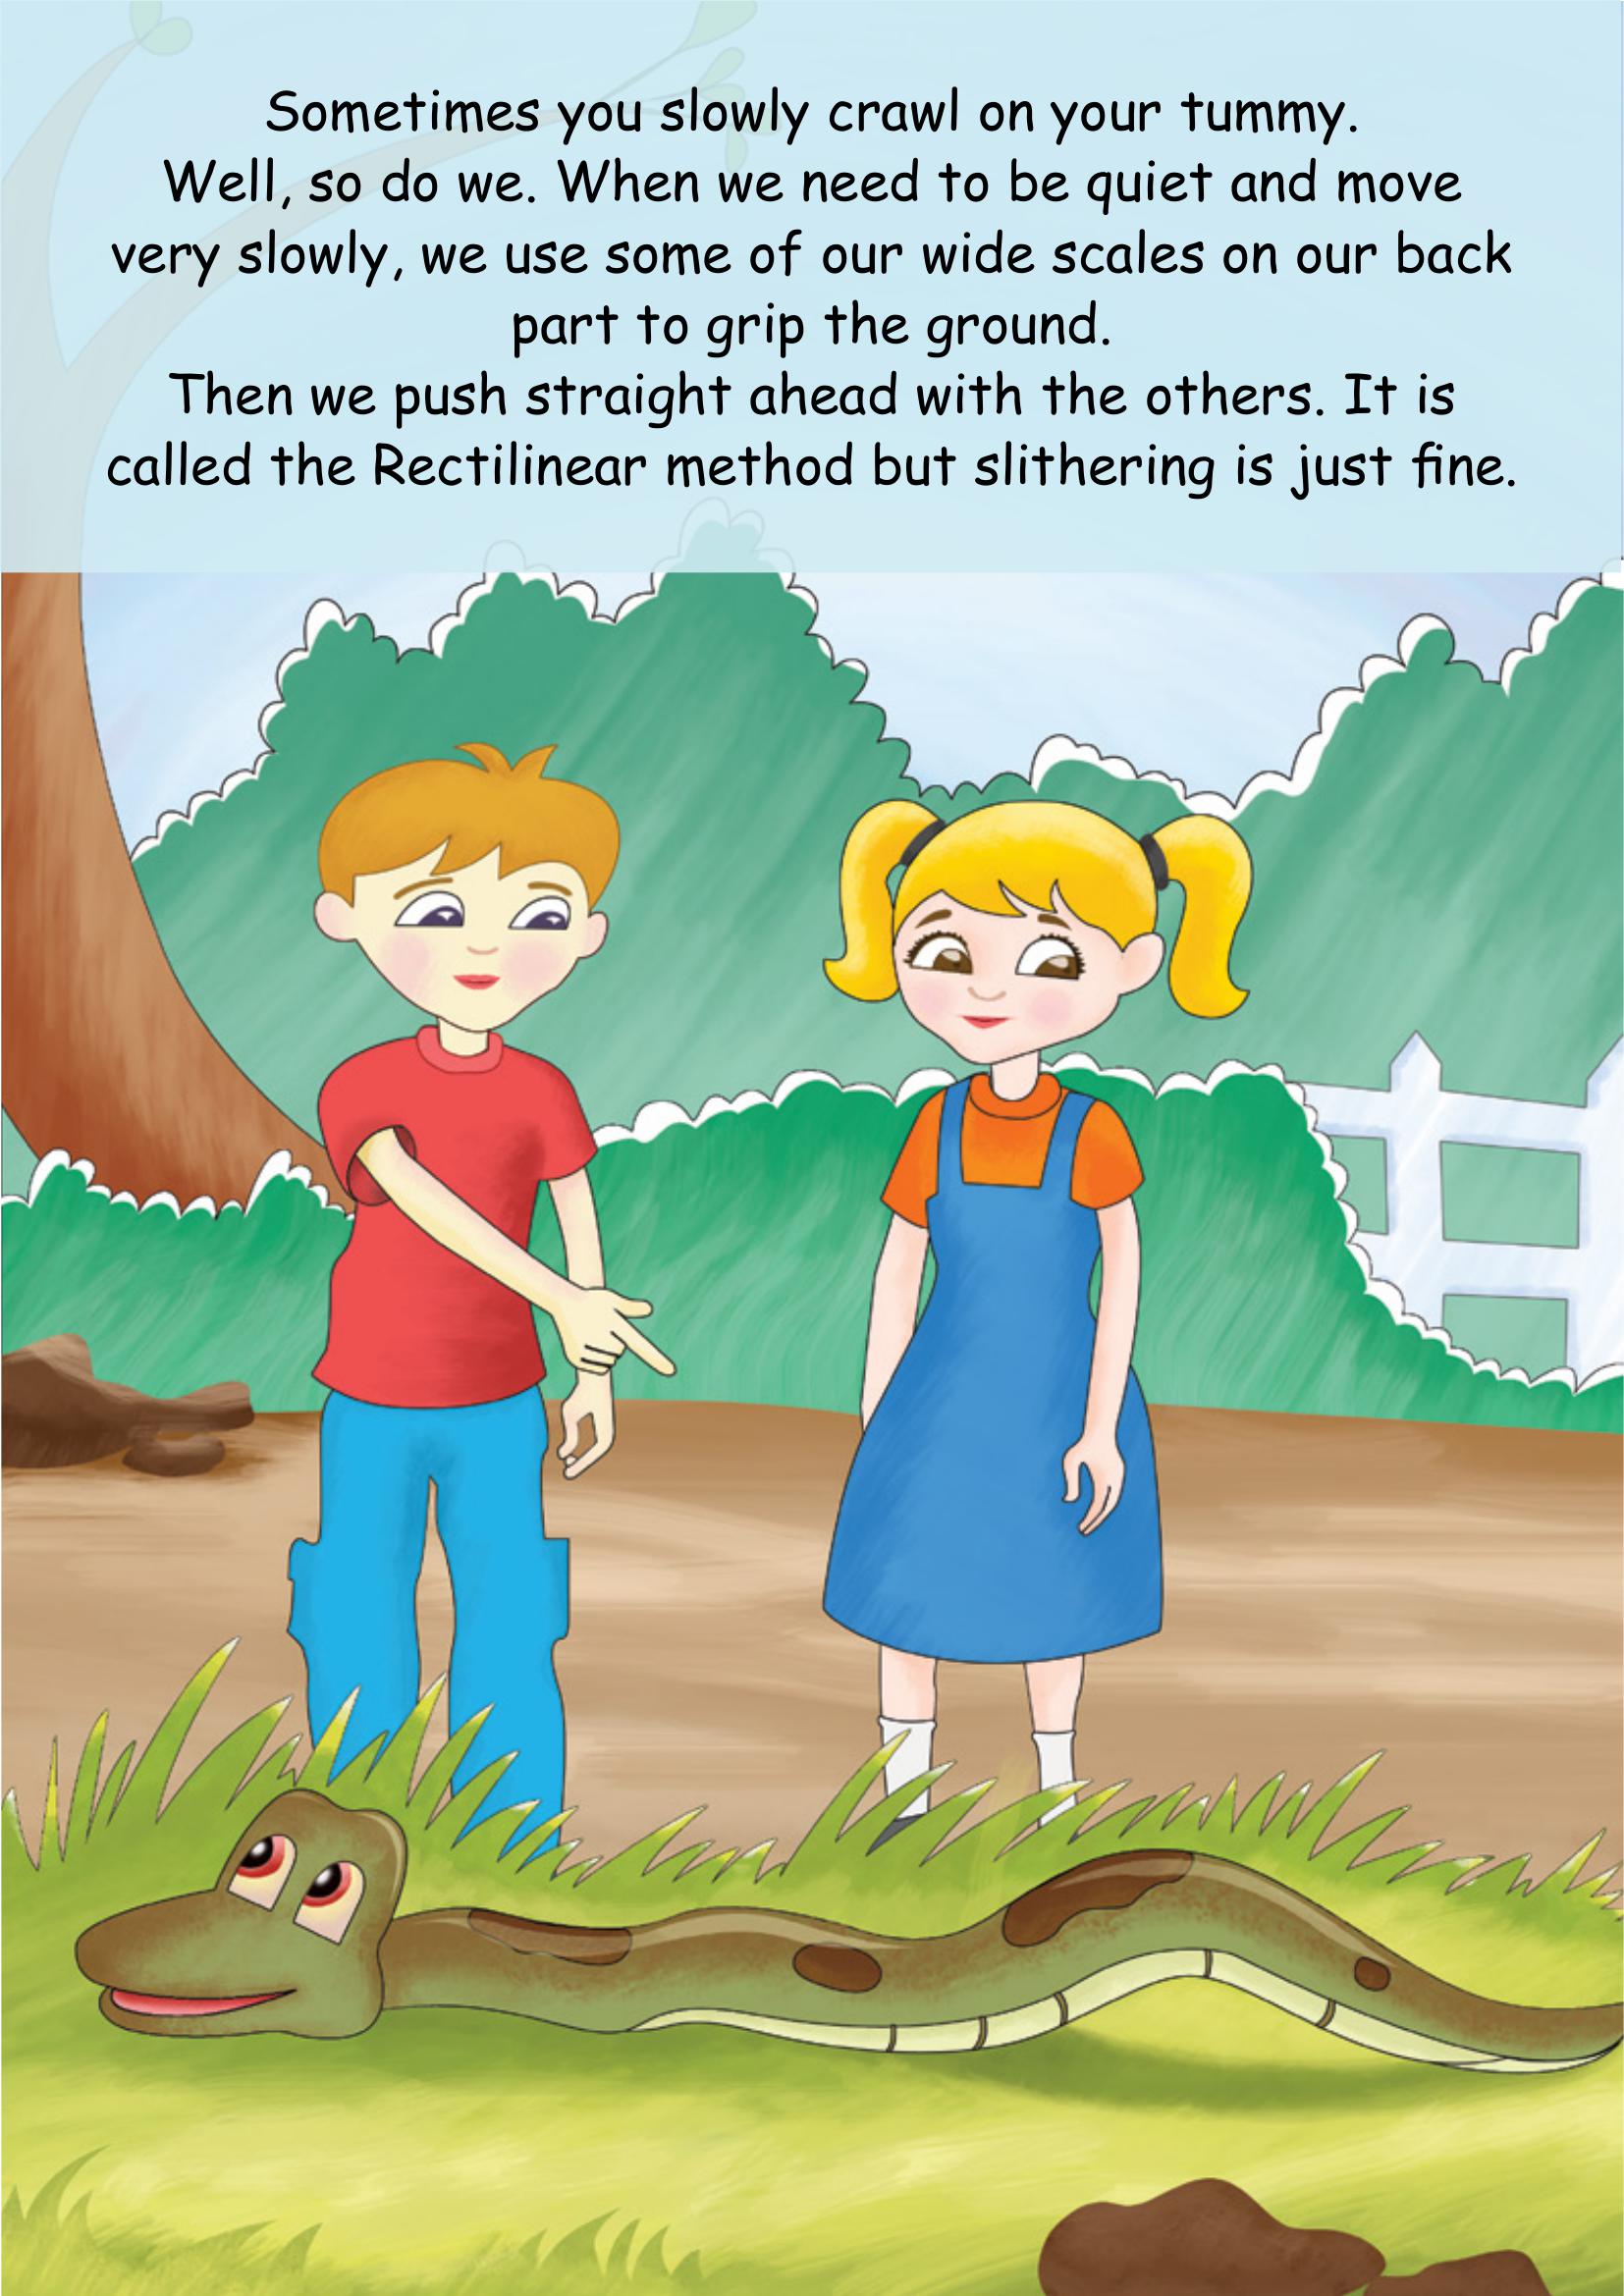 Sometimes you slowly crawl on your tummy.
Well, so do we. When we need to be quiet and move
very slowly, we use some of our wide scales on our back
part to grip the ground.
Then we push straight ahead with the others. It is
called the Rectilinear method but slithering is just fine.